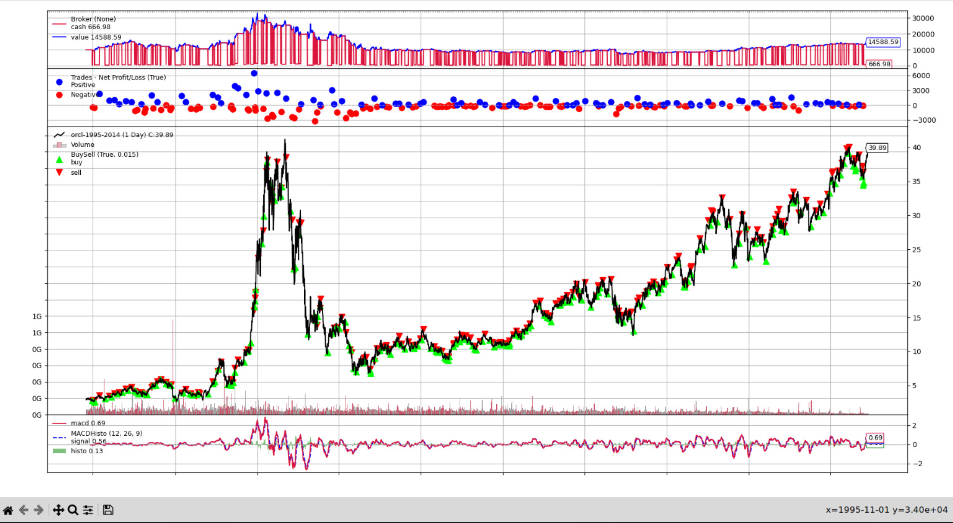 Broker (None)
cash 666.98
value 14588.59
30000
20000
14588.59
10000
666.98
0
Trades - Net Profit/Loss (True)
Positive
Negative
6000
3000
0
−3000
orcl-1995-2014 (1 Day) C:39.89
Volume
BuySell (True, 0.015)
buy
sell
40
39.89
35
30
25
20
15
10
5
1G
1G
0G
0G
0G
0G
0G
macd 0.69
MACDHisto (12, 26, 9)
signal 0.56
histo 0.13
2
0.69
0
−2
x=1995-11-01 y=3.40e+04